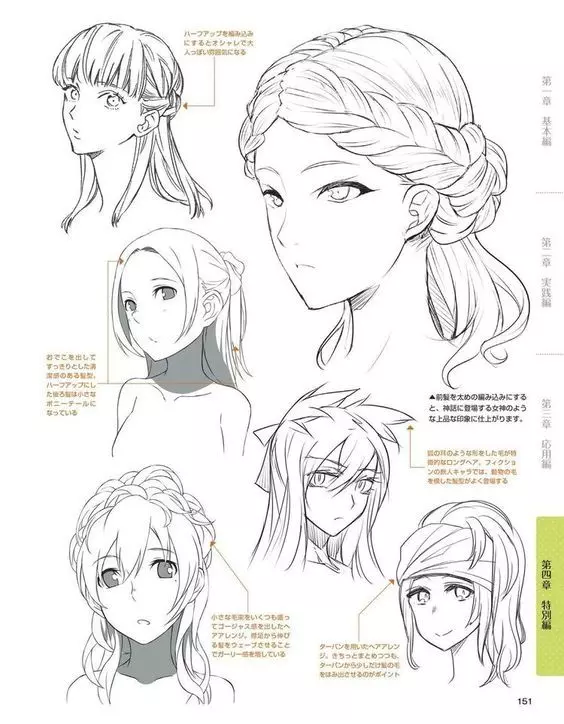 ハーフアップを編み込み
にするとオシャレで大
人っぽい雰囲気になる
おでこを出して
すっきりとした清
潔感のある髪型。
ハーフアップにし
た後ろ髪は小さな
ポニーテールに
なっている
▲前髪を太めの編み込みにする
と、神話に登場する女神のよう
な上品な印象に仕上がります。
狐の耳のような形をした毛が特
徴的なロングヘア。フィクショ
ンの獣人キャラでは、動物の毛
を模した髪型がよく登場する
小さな毛束をいくつも盛って
ゴージャス感を出したヘ
アアレンジ。襟足から伸び
る髪をウェーブさせることで
ガーリー感を増している
ターバンを用いたヘアアレン
ジ。きちっとまとめつつも、
ターバンから少しだけ髪の毛
をはみ出させるのがポイント
第一章 基本編
第二章 実践編
第三章 応用編
第四章 特別編
151